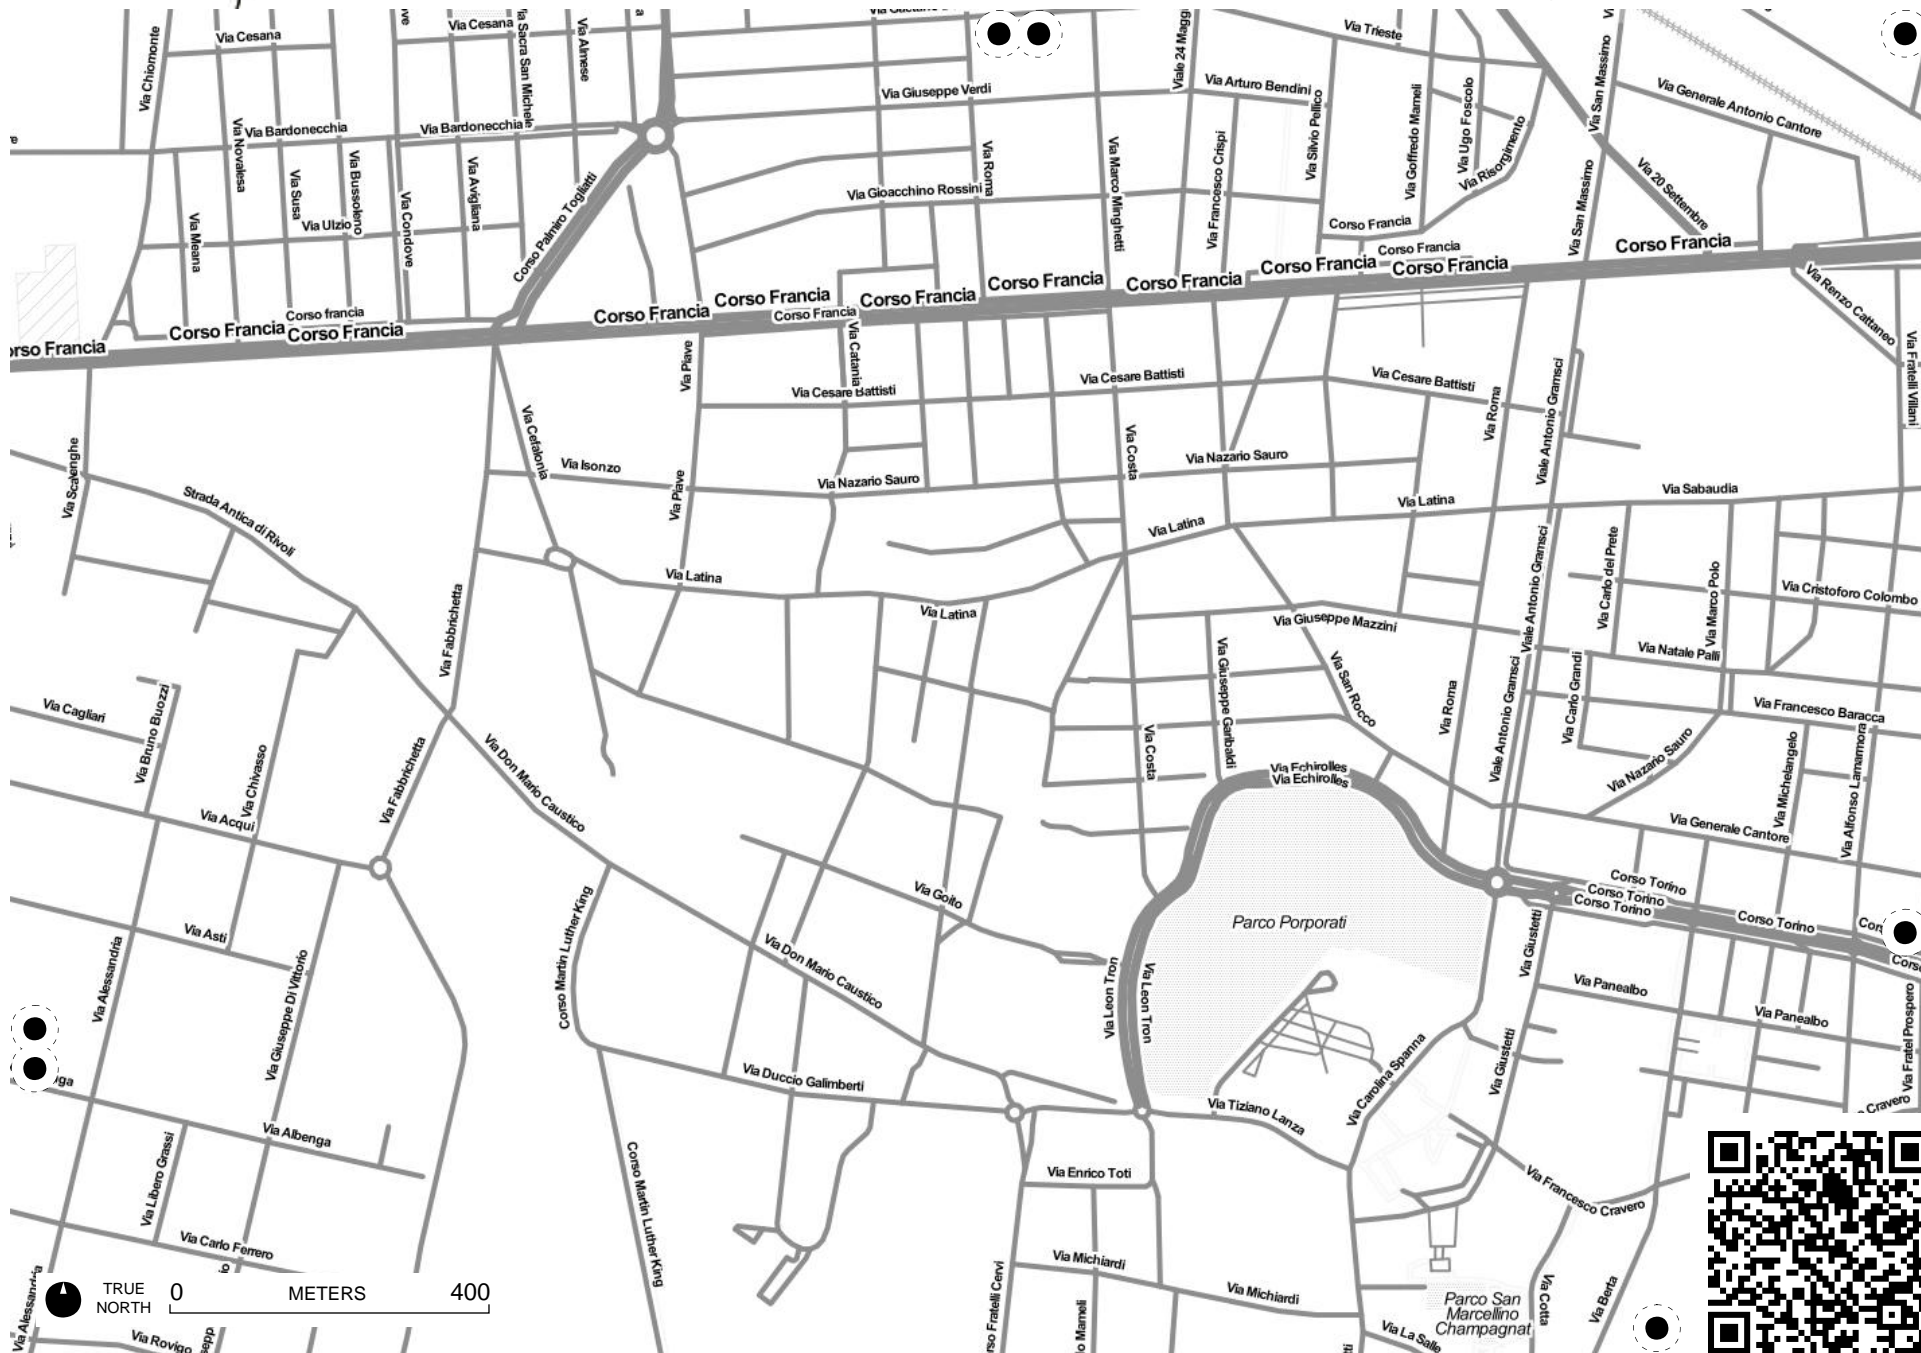 Via Cesana
Via Cesana
Via Chiomonte
Via Sacra San Michele
Via Almese
Viale 24 Magg
Via Trieste
Via San Massimo
Via Generale Antonio Cantore
Via Giuseppe Verdi
Via Arturo Bendini
Via Bardonecchia
Via Bardonecchia
Via Novalesa
Via Susa
Via Bussoleno
Via Condove
Via Avigliana
Via Meana
Via Ulzio
Corso Palmiro Togliatti
Via Roma
Via Marco Minghetti
Via Francesco Crispi
Via Silvio Pellico
Via Goffredo Mameli
Via Ugo Foscolo
Via Risorgimento
Via San Massimo
Via 20 Settembre
Via Gioacchino Rossini
Corso Francia
Corso Francia
Corso Francia
Corso Francia
Corso Francia
Corso Francia
Corso Francia
Corso Francia
Corso Francia
Corso Francia
Corso Francia
Corso Francia
Corso francia
Corso Francia
Corso Francia
orso Francia
Via Renzo Cattaneo
Via Fratelli Villani
Via Piave
Via Catania
Via Cesare Battisti
Via Cesare Battisti
Via Cesare Battisti
Via Roma
Viale Antonio Gramsci
Via Scalenghe
Strada Antica di Rivoli
Via Cefalonia
Via Isonzo
Via Piave
Via Nazario Sauro
Via Costa
Via Nazario Sauro
Via Latina
Via Latina
Via Sabaudia
Via Latina
Via Latina
Via Fabbrichetta
Via Giuseppe Mazzini
Viale Antonio Gramsci
Via Carlo del Prete
Via Marco Polo
Via Cristoforo Colombo
Via Natale Palli
Via Cagliari
Via Bruno Buozzi
Via Chivasso
Via Fabbrichetta
Via Don Mario Caustico
Via Giuseppe Garibaldi
Via San Rocco
Via Costa
Via Roma
Viale Antonio Gramsci
Via Carlo Grandi
Via Francesco Baracca
Via Nazario Sauro
Via Michelangelo
Via Alfonso Lamarmora
Via Echirolles
Via Echirolles
Via Acqui
Via Generale Cantore
Corso Torino
Corso Torino
Corso Torino
Corso Torino
Via Goito
Parco Porporati
Via Asti
Via Alessandria
Via Giuseppe Di Vittorio
Corso Martin Luther King
Via Don Mario Caustico
Via Leon Tron
Via Leon Tron
Via Giustetti
Via Panealbo
Via Panealbo
Via Fratel Prospero
Via Duccio Galimberti
Via Carolina Spanna
Via Giustetti
Via Tiziano Lanza
Cravero
Via Albenga
Via Libero Grassi
Via Enrico Toti
Via Francesco Cravero
Corso Martin Luther King
Via Carlo Ferrero
Via Michiardi
Via Michiardi
rso Fratelli Cervi
o Mameli
Parco San
Marcellino
Champagnat
Via Cotta
Via Berta
Via La Salle
Via Alessandria
Via Rovigo
TRUE
NORTH
0 METERS 400